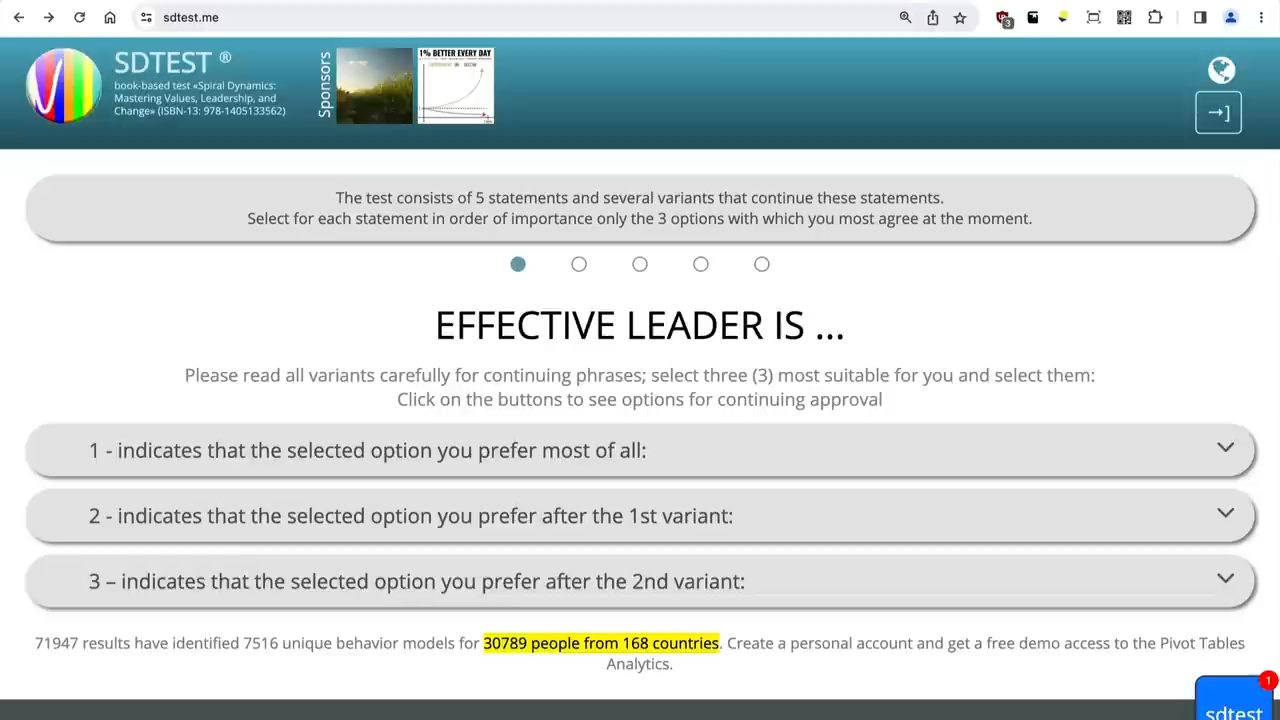 sdtest.me
3
SDTEST ®
book-based test «Spiral Dynamics:
Mastering Values, Leadership, and
Change» (ISBN-13: 978-1405133562)
Sponsors
1% BETTER EVERY DAY
The test consists of 5 statements and several variants that continue these statements.
Select for each statement in order of importance only the 3 options with which you most agree at the moment.
EFFECTIVE LEADER IS ...
Please read all variants carefully for continuing phrases; select three (3) most suitable for you and select them:
Click on the buttons to see options for continuing approval
1 - indicates that the selected option you prefer most of all:
2 - indicates that the selected option you prefer after the 1st variant:
3 – indicates that the selected option you prefer after the 2nd variant:
71947 results have identified 7516 unique behavior models for 30789 people from 168 countries. Create a personal account and get a free demo access to the Pivot Tables
Analytics.
1
sdtest